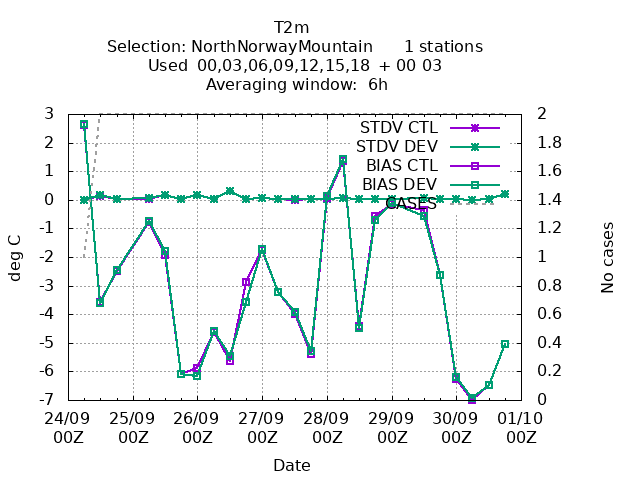 T2m
Selection: NorthNorwayMountain 1 stations
Used 00,03,06,09,12,15,18 + 00 03
Averaging window: 6h
STDV CTL
STDV DEV
BIAS CTL
BIAS DEV
CASES
3
2
1
0
-1
-2
-3
-4
-5
-6
-7
deg C
2
1.8
1.6
1.4
1.2
1
0.8
0.6
0.4
0.2
0
No cases
24/09 25/09 26/09 27/09 28/09 29/09 30/09 01/10
00Z 00Z 00Z 00Z 00Z 00Z 00Z 00Z
Date